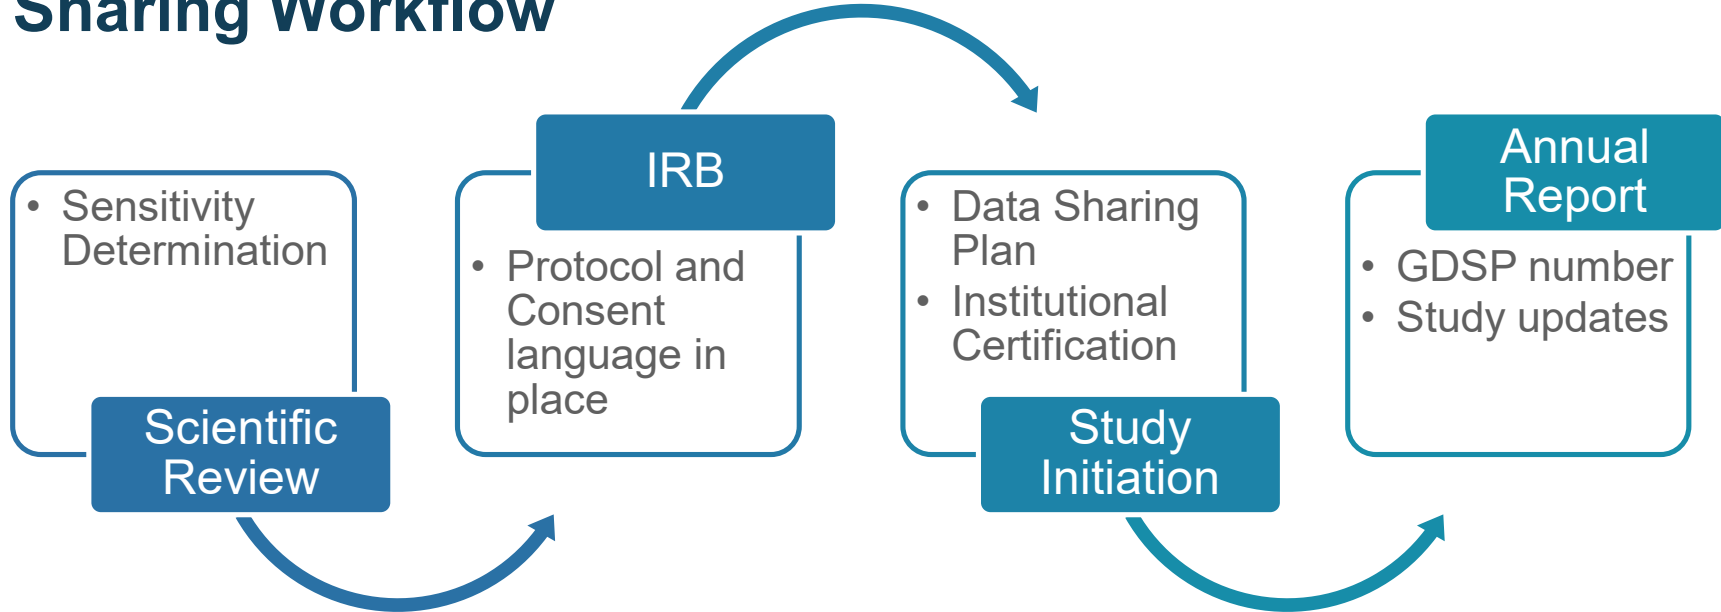 Sharing Workflow
• Sensitivity
Determination
Scientific
Review
IRB
• Protocol and
Consent
language in
place
• Data Sharing
Plan
• Institutional
Certification
Study
Initiation
Annual
Report
• GDSP number
• Study updates